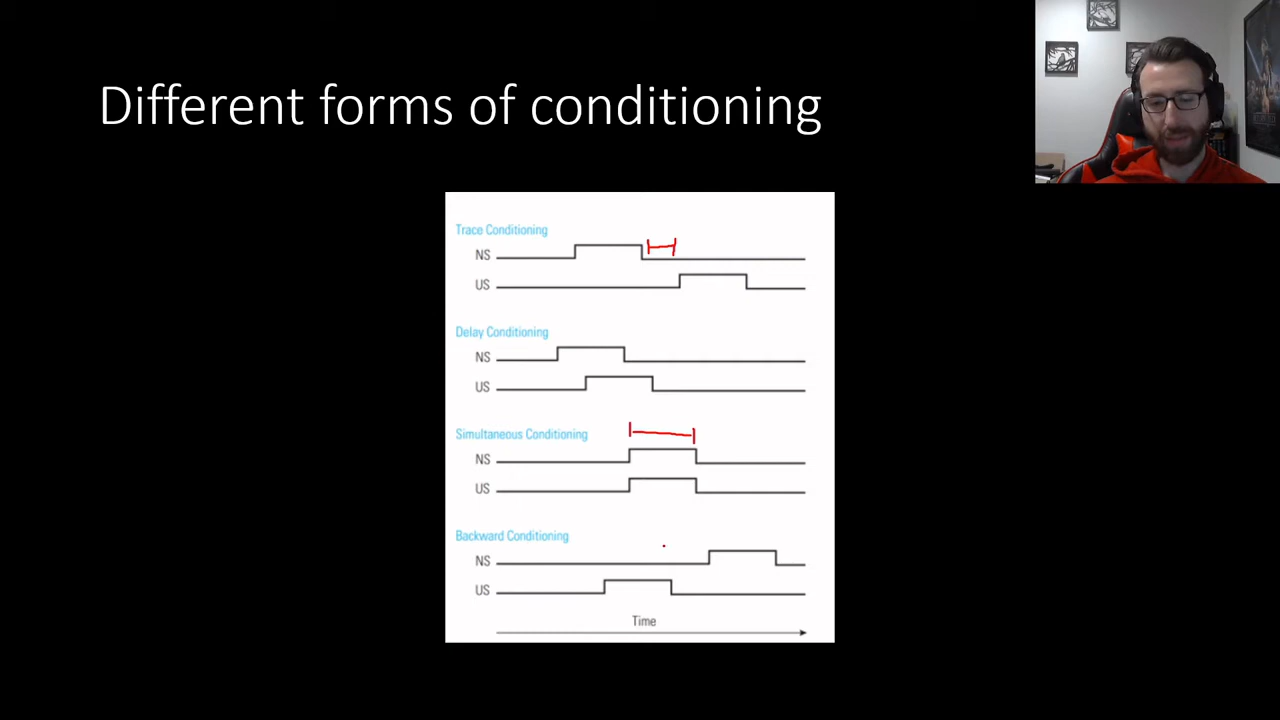 Different forms of conditioning
Trace Conditioning
NS
US
Delay Conditioning
NS
US
Simultaneous Conditioning
NS
US
Backward Conditioning
NS
US
Time